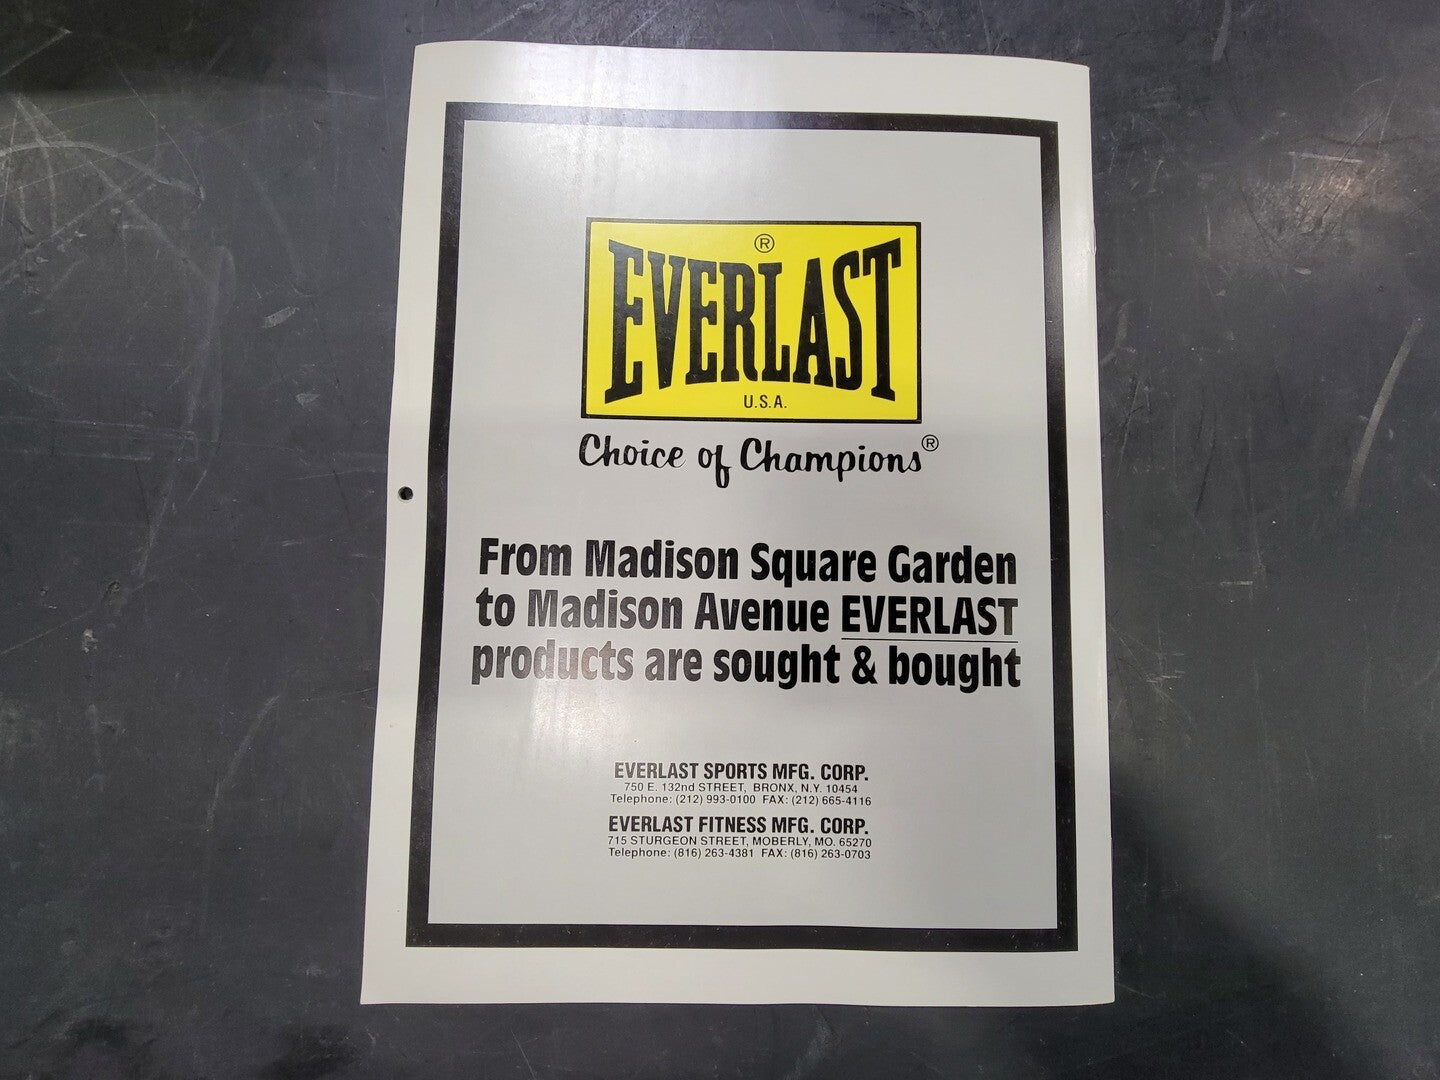 ®
EVERLAST
U.S.A.
Choice of Champions®
From Madison Square Garden
to Madison Avenue EVERLAST
products are sought & bought
EVERLAST SPORTS MFG. CORP.
750 E. 132nd STREET, BRONX, N.Y. 10454
Telephone: (212) 993-0100 FAX: (212) 665-4116
EVERLAST FITNESS MFG. CORP.
715 STURGEON STREET, MOBERLY, MO. 65270
Telephone: (816) 263-4381 FAX: (816) 263-0703